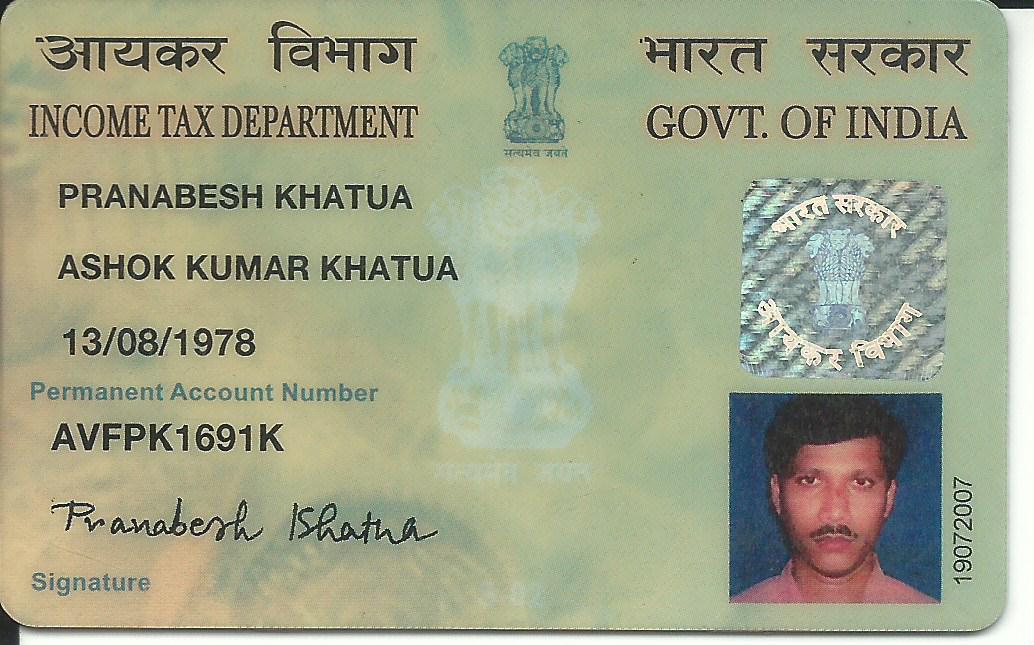 आयकर विभाग
INCOME TAX DEPARTMENT
भारत सरकार
GOVT. OF INDIA
सत्यमेव जयते
PRANABESH KHATUA
ASHOK KUMAR KHATUA
13/08/1978
Permanent Account Number
AVFPK1691K
Pranabesh Khatua
Signature
भारत सरकार
आयकर विभाग
सत्यमेव जयते
19072007